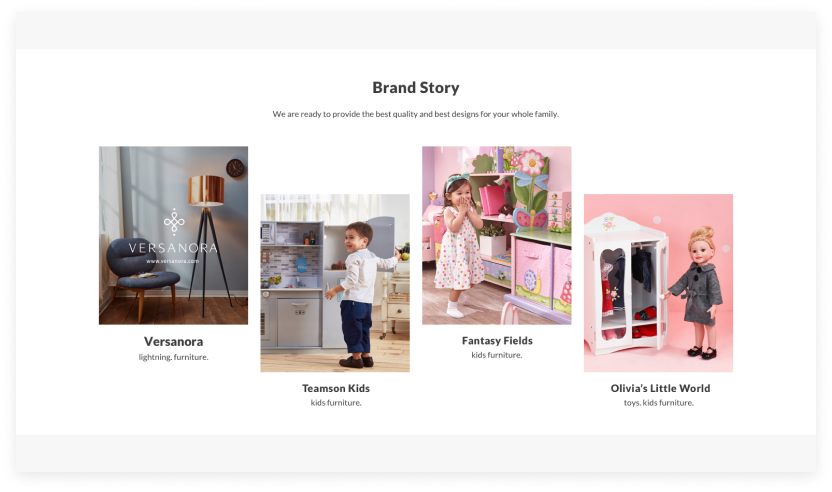 Brand Story
We are ready to provide the best quality and best designs for your whole family.
VERSANORA
www.versanora.com
Versanora
lightning. furniture.
Teamson Kids
kids furniture.
Fantasy Fields
kids furniture.
Olivia's Little World
toys. kids furniture.